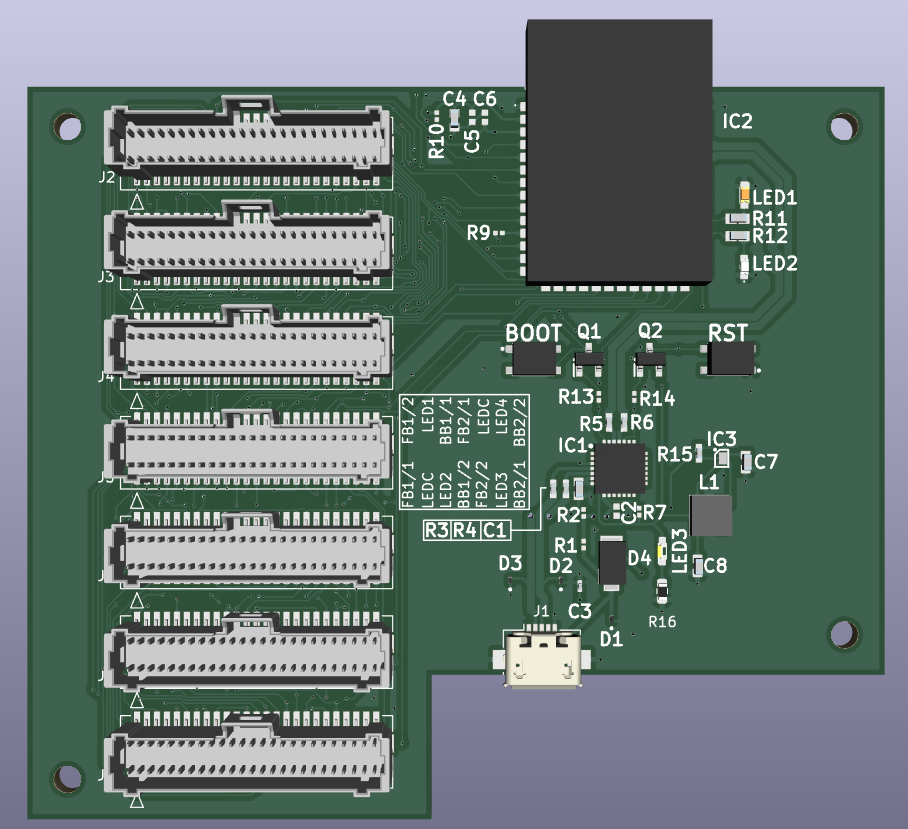 C4 C6
R10
C5
IC2
J2
LED1
R11
R12
R9
LED2
J3
BOOT
Q1
Q2
RST
J4
R13
R14
R5
R6
FB1/2
LED1
BB1/1
FB2/1
LEDC
LED4
BB2/2
FB1/1
LEDC
LED2
BB1/2
FB2/2
LED3
BB2/1
IC1
R15
IC3
C7
L1
R2
C2
R7
R3 R4 C1
R1
D4
LED3
C8
D3
D2
C3
J1
R16
D1